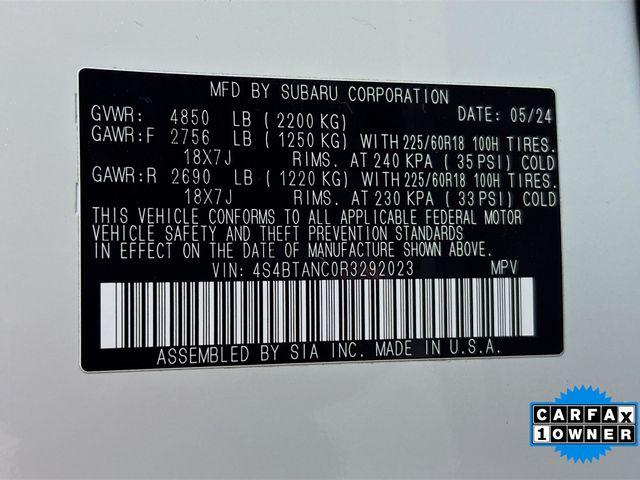 MFD BY SUBARU CORPORATION
GVWR: 4850 LB ( 2200 KG) DATE: 05/24
GAWR: F 2756 LB ( 1250 KG) WITH 225/60R18 100H TIRES.
18X7J RIMS. AT 240 KPA ( 35 PSI) COLD
GAWR: R 2690 LB ( 1220 KG) WITH 225/60R18 100H TIRES.
18X7J RIMS. AT 230 KPA ( 33 PSI) COLD
THIS VEHICLE CONFORMS TO ALL APPLICABLE FEDERAL MOTOR
VEHICLE SAFETY AND THEFT PREVENTION STANDARDS
IN EFFECT ON THE DATE OF MANUFACTURE SHOWN ABOVE.
VIN: 4S4BTANC0R3292023 MPV
ASSEMBLED BY SIA INC. MADE IN U.S.A.
CARFAX
1 OWNER